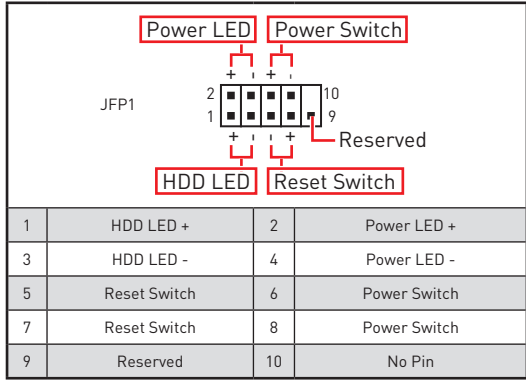 Power LED Power Switch
+ - + -
JFP1
2 10
1 9
+ - - +
Reserved
HDD LED Reset Switch
1 HDD LED + 2 Power LED +
3 HDD LED - 4 Power LED -
5 Reset Switch 6 Power Switch
7 Reset Switch 8 Power Switch
9 Reserved 10 No Pin